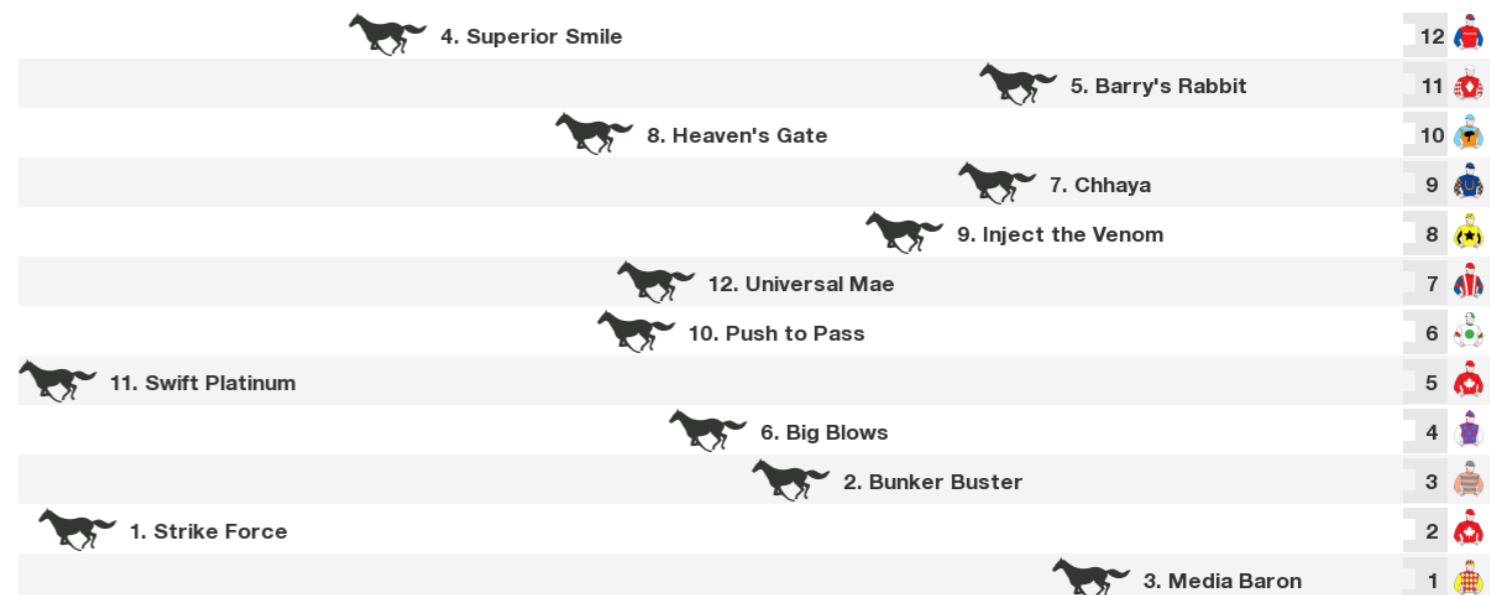 4. Superior Smile 12
5. Barry's Rabbit 11
8. Heaven's Gate 10
7. Chhaya 9
9. Inject the Venom 8
12. Universal Mae 7
10. Push to Pass 6
11. Swift Platinum 5
6. Big Blows 4
2. Bunker Buster 3
1. Strike Force 2
3. Media Baron 1